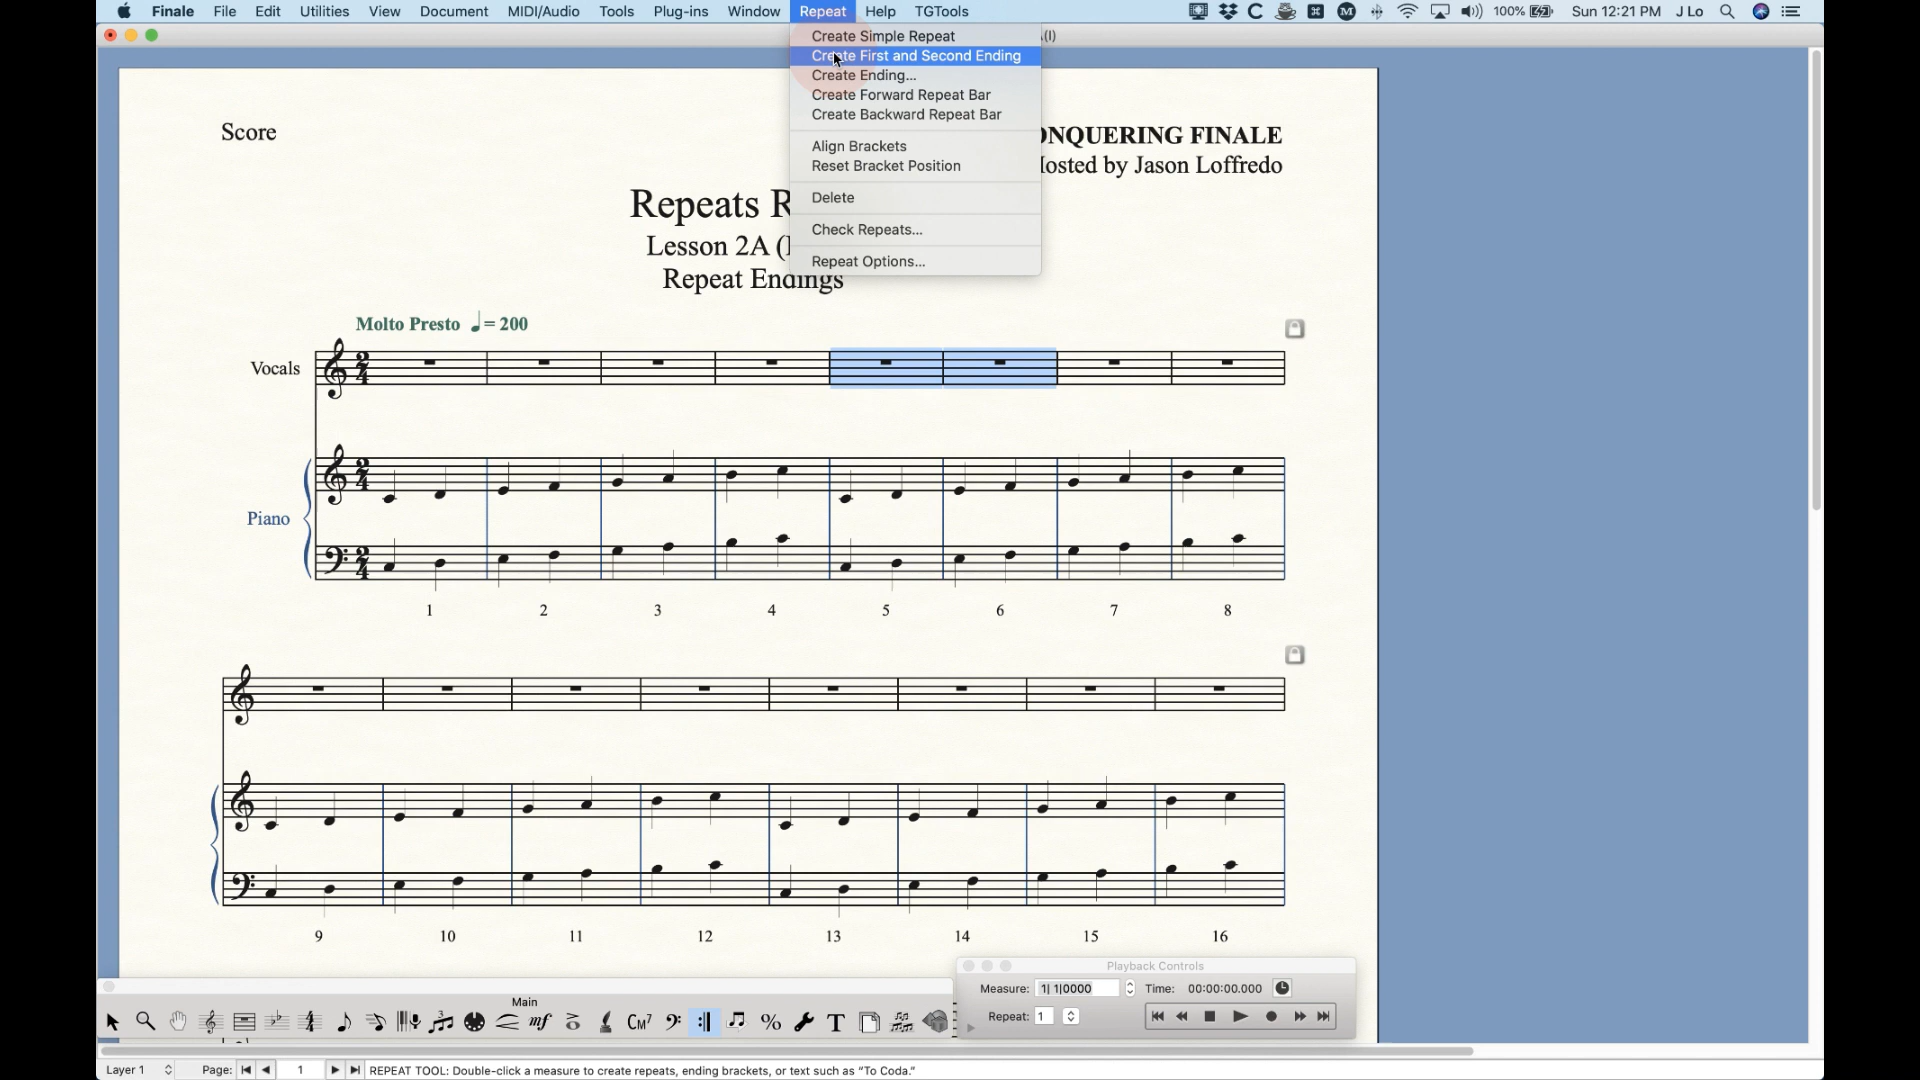 Finale File Edit Utilities View Document MIDI/Audio Tools Plug-ins Window Repeat Help TGTools 100% Sun 12:21 PM J Lo
Create Simple Repeat
Create First and Second Ending
Create Ending...
Create Forward Repeat Bar
Create Backward Repeat Bar
Align Brackets
Reset Bracket Position
Delete
Check Repeats...
Repeat Options...
(I)
Score
ONQUERING FINALE
Hosted by Jason Loffredo
Repeats R
Lesson 2A (I
Repeat Endings
Molto Presto ♩= 200
Vocals
Piano
1 2 3 4 5 6 7 8
9 10 11 12 13 14 15 16
Playback Controls
Measure: 1| 1|0000 Time: 00:00:00.000
Repeat: 1
Main
mf CM7 % T
Layer 1 Page: 1 REPEAT TOOL: Double-click a measure to create repeats, ending brackets, or text such as “To Coda.”